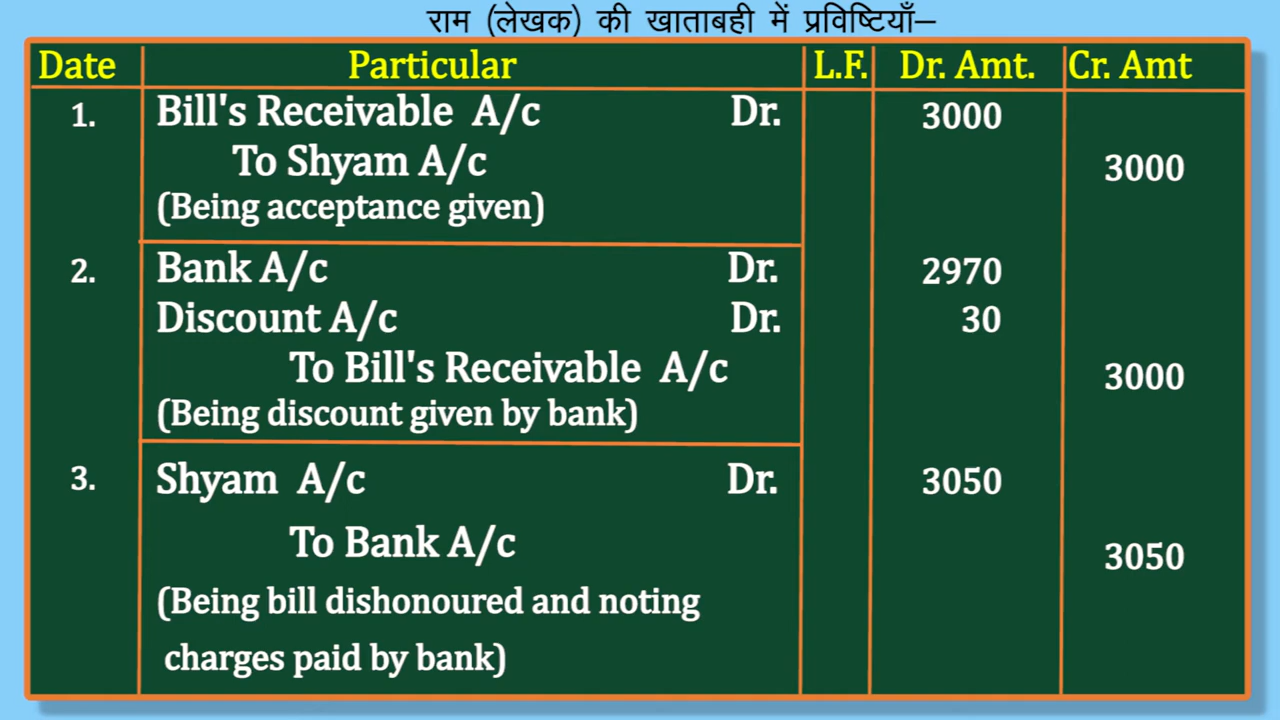 राम (लेखक) की खाताबही में प्रविष्टियाँ–
Date Particular L.F. Dr. Amt. Cr. Amt
1. Bill's Receivable A/c Dr. 3000
To Shyam A/c 3000
(Being acceptance given)
2. Bank A/c Dr. 2970
Discount A/c Dr. 30
To Bill's Receivable A/c 3000
(Being discount given by bank)
3. Shyam A/c Dr. 3050
To Bank A/c 3050
(Being bill dishonoured and noting
charges paid by bank)